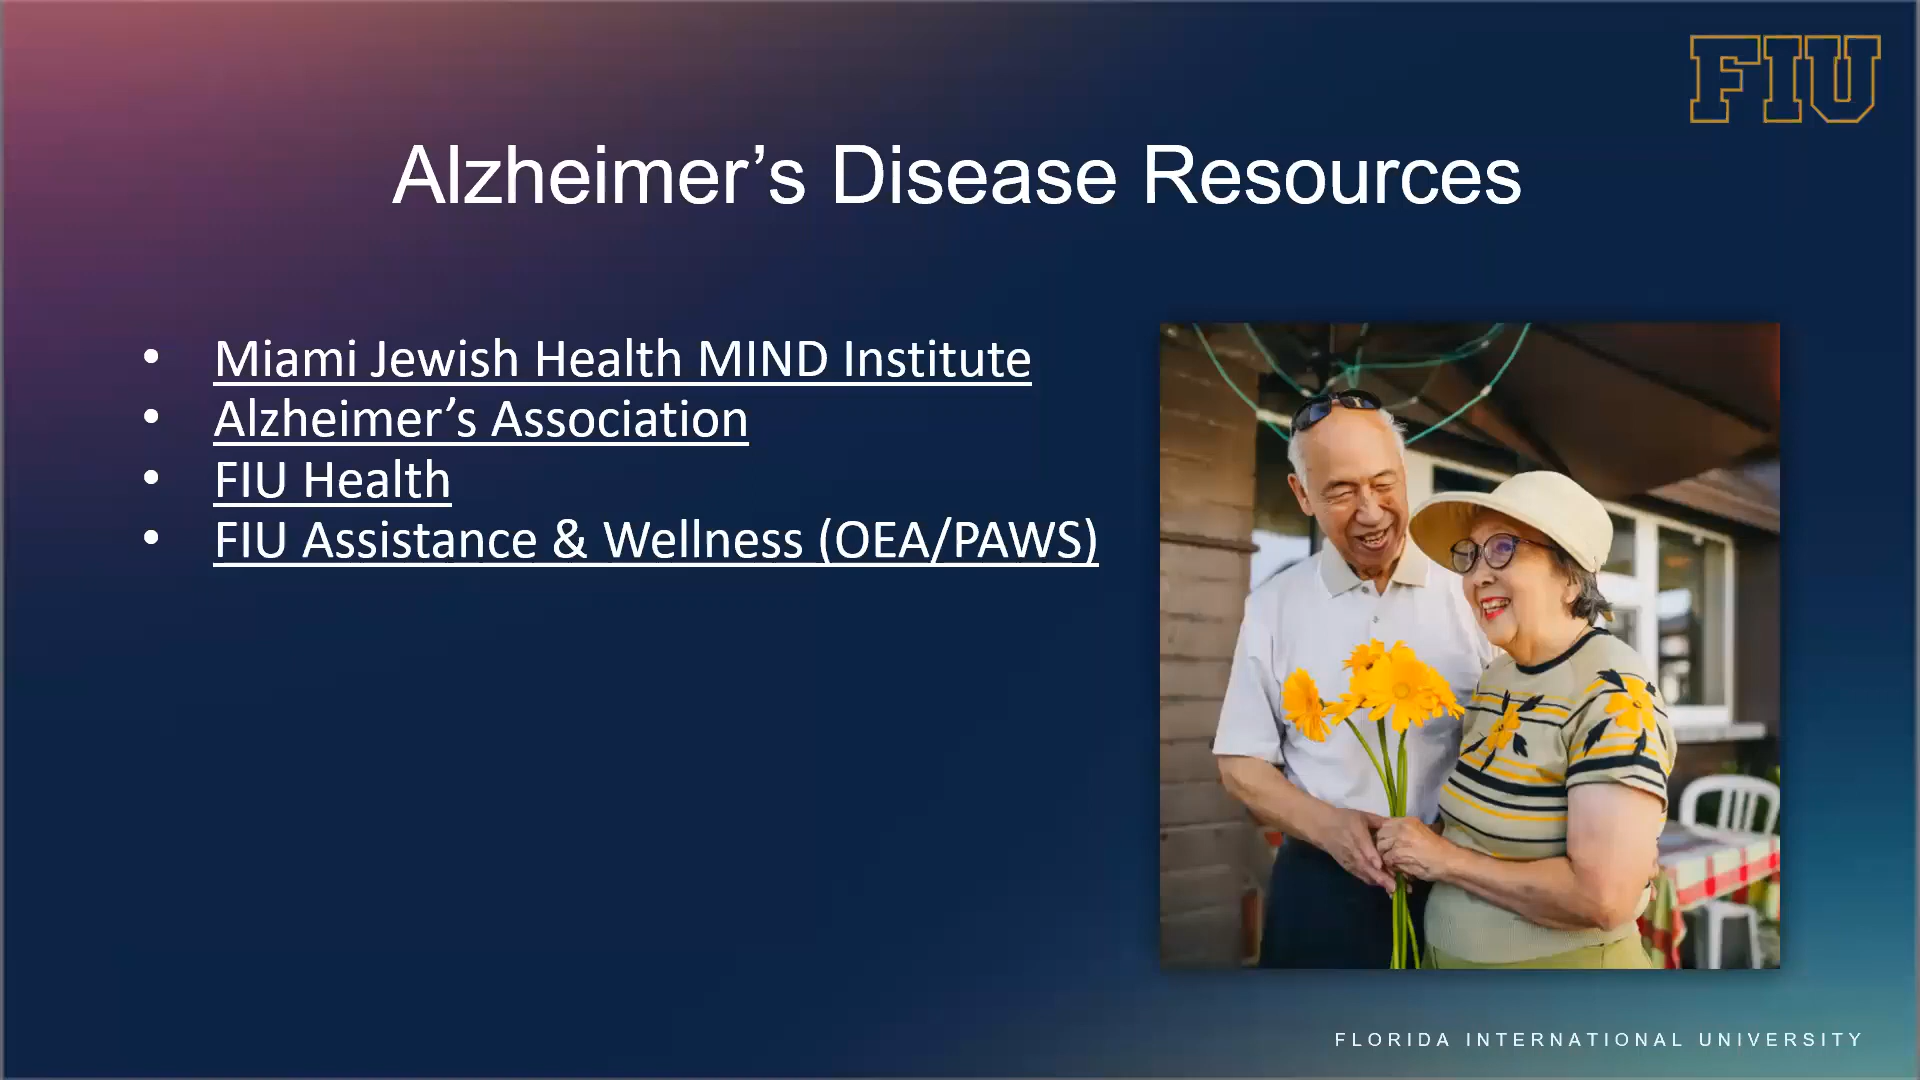 FIU
Alzheimer’s Disease Resources
• Miami Jewish Health MIND Institute
• Alzheimer’s Association
• FIU Health
• FIU Assistance & Wellness (OEA/PAWS)
FLORIDA INTERNATIONAL UNIVERSITY